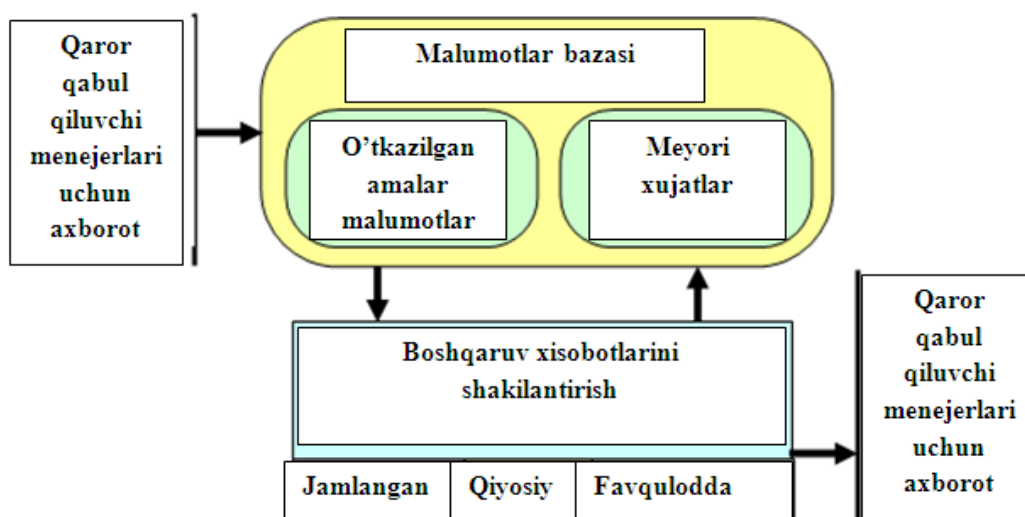 Qaror
qabul
qiluvchi
menejerlari
uchun
axborot
Malumotlar bazasi
O’tkazilgan
amalar
malumotlar
Meyori
xujatlar
Boshqaruv xisobotlarini
shakilantirish
Jamlangan
Qiyosiy
Favqulodda
Qaror
qabul
qiluvchi
menejerlari
uchun
axborot